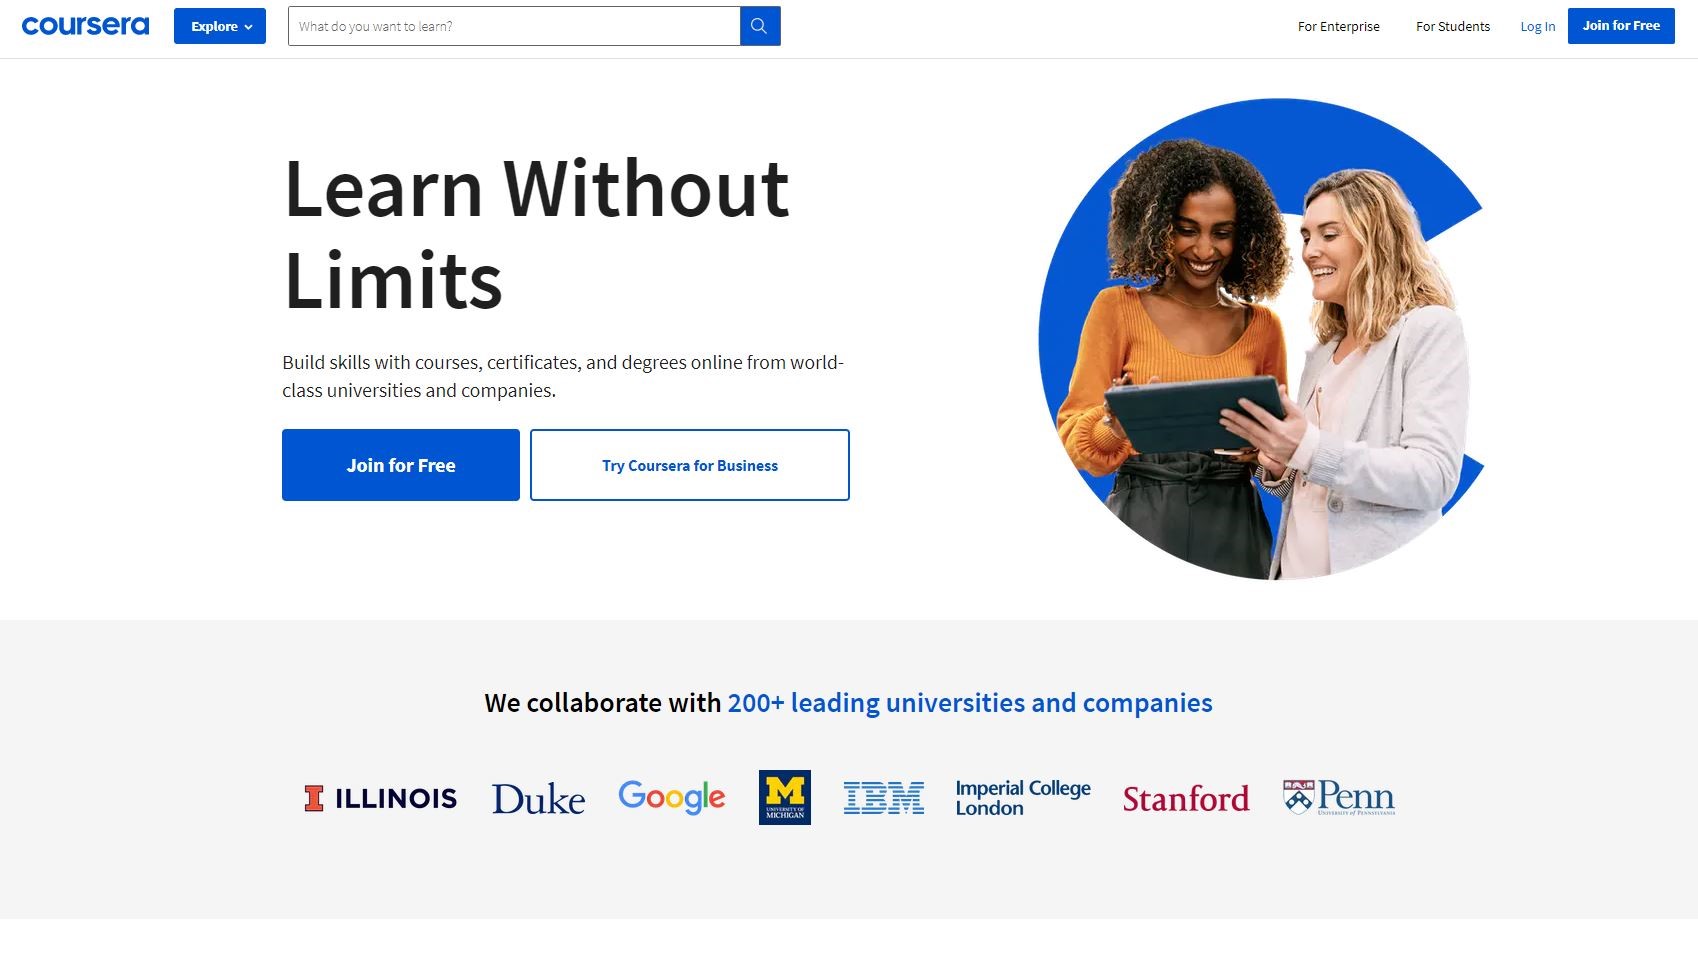 coursera
Explore
What do you want to learn?
For Enterprise
For Students
Log In
Join for Free
Learn Without
Limits
Build skills with courses, certificates, and degrees online from world-
class universities and companies.
Join for Free
Try Coursera for Business
We collaborate with 200+ leading universities and companies
I ILLINOIS
Duke
Google
M
UNIVERSITY OF
MICHIGAN
IBM
Imperial College
London
Stanford
Penn
UNIVERSITY OF PENNSYLVANIA